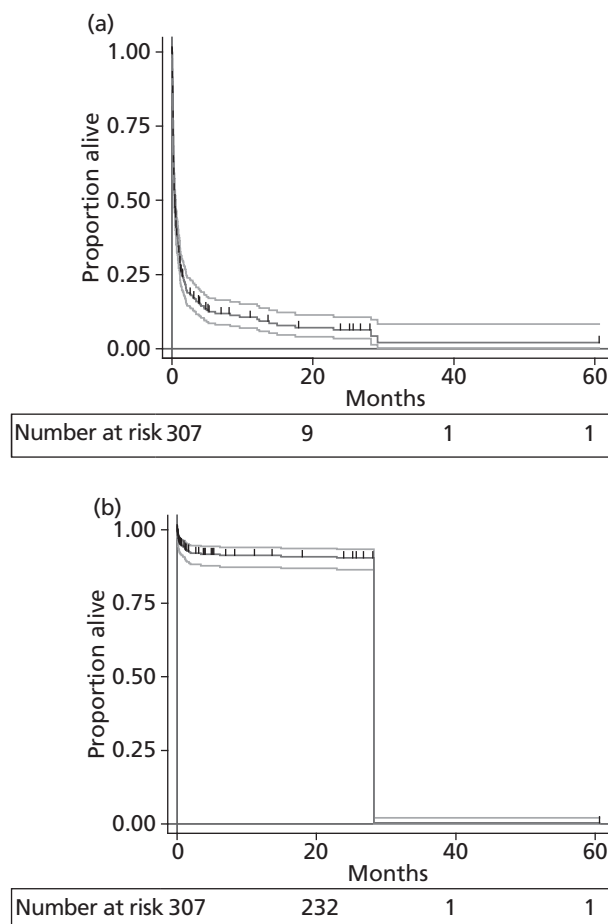 (a)
1.00
0.75
0.50
0.25
0.00
Proportion alive
0 20 40 60
Months
Number at risk 307 9 1 1
(b)
1.00
0.75
0.50
0.25
0.00
Proportion alive
0 20 40 60
Months
Number at risk 307 232 1 1